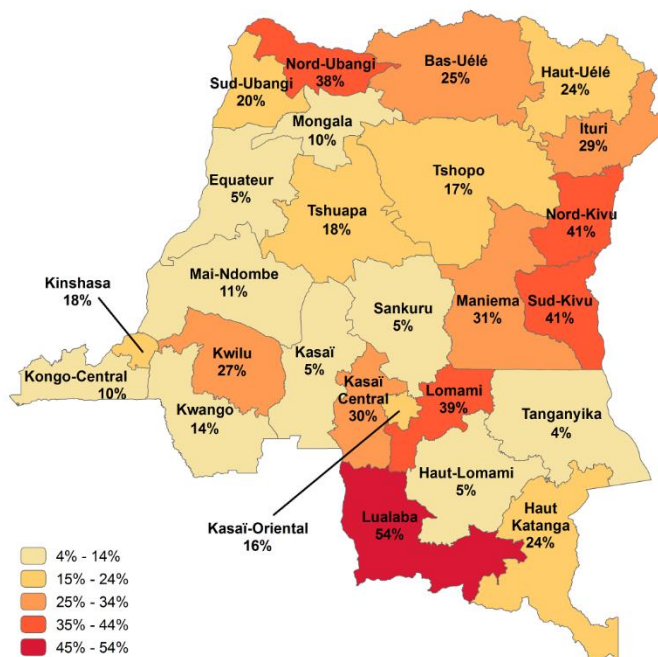 Nord-Ubangi
38%
Bas-Uélé
25%
Haut-Uélé
24%
Sud-Ubangi
20%
Mongala
10%
Ituri
29%
Equateur
5%
Tshopo
17%
Tshuapa
18%
Nord-Kivu
41%
Mai-Ndombe
11%
Kinshasa
18%
Sankuru
5%
Maniema
31%
Sud-Kivu
41%
Kwilu
27%
Kasaï
5%
Kongo-Central
10%
Kasaï
Central
30%
Lomami
39%
Kwango
14%
Tanganyika
4%
Haut-Lomami
5%
Kasaï-Oriental
16%
Lualaba
54%
Haut
Katanga
24%
4% - 14%
15% - 24%
25% - 34%
35% - 44%
45% - 54%